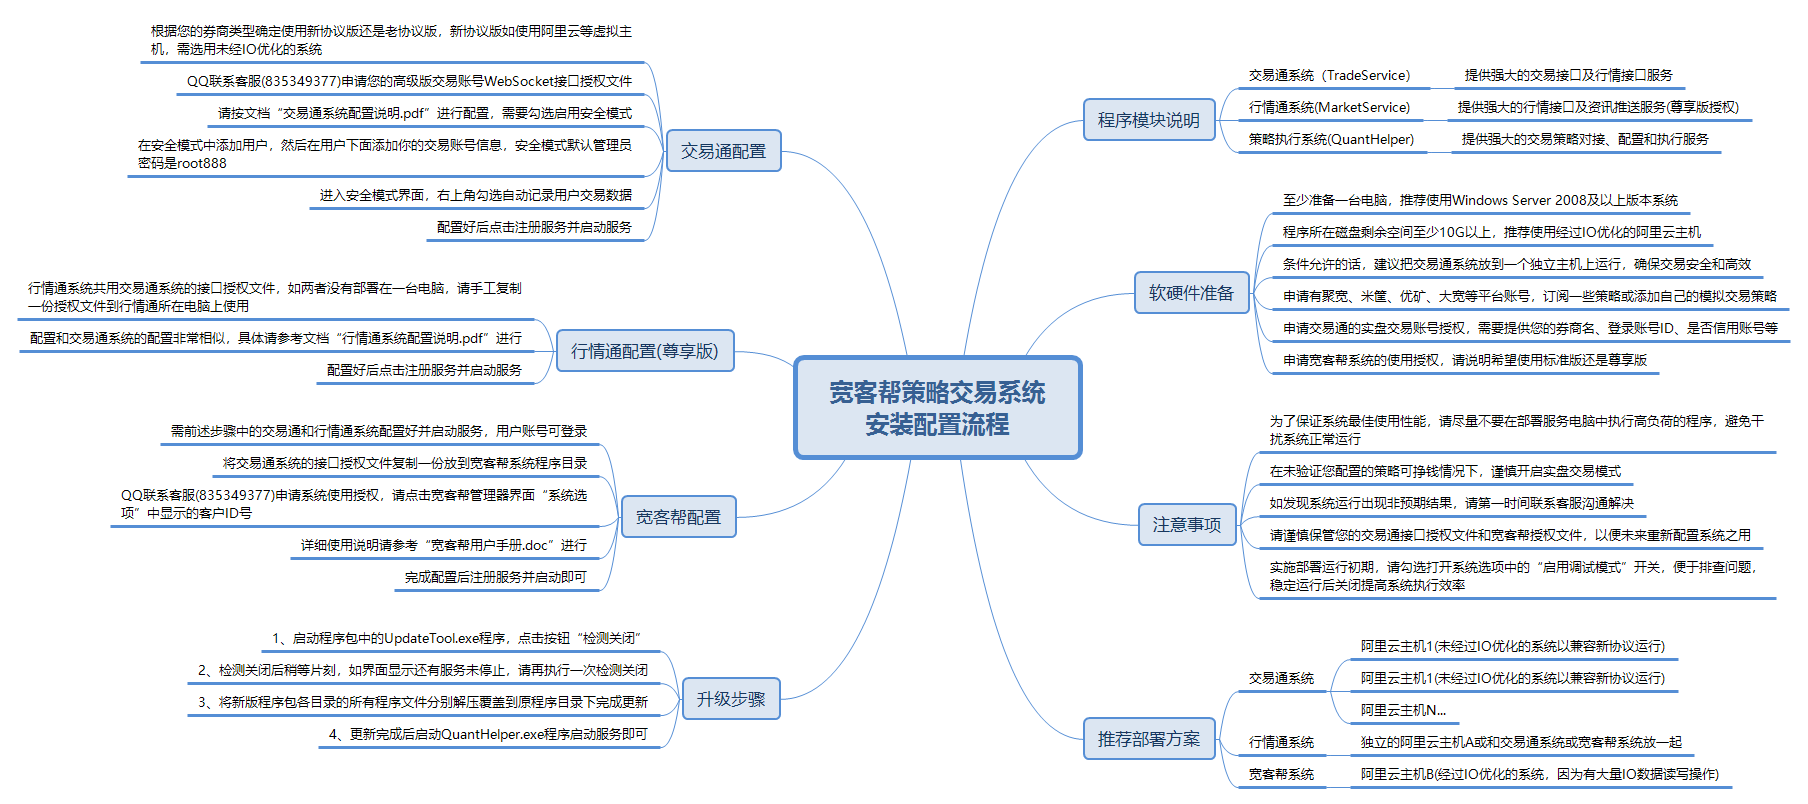 宽客帮策略交易系统
安装配置流程
程序模块说明
交易通系统（TradeService）
提供强大的交易接口及行情接口服务
行情通系统(MarketService)
提供强大的行情接口及资讯推送服务(尊享版授权)
策略执行系统(QuantHelper)
提供强大的交易策略对接、配置和执行服务
软硬件准备
至少准备一台电脑，推荐使用Windows Server 2008及以上版本系统
程序所在磁盘剩余空间至少10G以上，推荐使用经过IO优化的阿里云主机
条件允许的话，建议把交易通系统放到一个独立主机上运行，确保交易安全和高效
申请有聚宽、米筐、优矿、大宽等平台账号，订阅一些策略或添加自己的模拟交易策略
申请交易通的实盘交易账号授权，需要提供您的券商名、登录账号ID、是否信用账号等
申请宽客帮系统的使用授权，请说明希望使用标准版还是尊享版
注意事项
为了保证系统最佳使用性能，请尽量不要在部署服务电脑中执行高负荷的程序，避免干
扰系统正常运行
在未验证您配置的策略可挣钱情况下，谨慎开启实盘交易模式
如发现系统运行出现非预期结果，请第一时间联系客服沟通解决
请谨慎保管您的交易通接口授权文件和宽客帮授权文件，以便未来重新配置系统之用
实施部署运行初期，请勾选打开系统选项中的“启用调试模式”开关，便于排查问题，
稳定运行后关闭提高系统执行效率
推荐部署方案
交易通系统
阿里云主机1(未经过IO优化的系统以兼容新协议运行)
阿里云主机1(未经过IO优化的系统以兼容新协议运行)
阿里云主机N...
行情通系统
独立的阿里云主机A或和交易通系统或宽客帮系统放一起
宽客帮系统
阿里云主机B(经过IO优化的系统，因为有大量IO数据读写操作)
交易通配置
根据您的券商类型确定使用新协议版还是老协议版，新协议版如使用阿里云等虚拟主
机，需选用未经IO优化的系统
QQ联系客服(835349377)申请您的高级版交易账号WebSocket接口授权文件
请按文档“交易通系统配置说明.pdf”进行配置，需要勾选启用安全模式
在安全模式中添加用户，然后在用户下面添加你的交易账号信息，安全模式默认管理员
密码是root888
进入安全模式界面，右上角勾选自动记录用户交易数据
配置好后点击注册服务并启动服务
行情通配置(尊享版)
行情通系统共用交易通系统的接口授权文件，如两者没有部署在一台电脑，请手工复制
一份授权文件到行情通所在电脑上使用
配置和交易通系统的配置非常相似，具体请参考文档“行情通系统配置说明.pdf”进行
配置好后点击注册服务并启动服务
宽客帮配置
需前述步骤中的交易通和行情通系统配置好并启动服务，用户账号可登录
将交易通系统的接口授权文件复制一份放到宽客帮系统程序目录
QQ联系客服(835349377)申请系统使用授权，请点击宽客帮管理器界面“系统选
项”中显示的客户ID号
详细使用说明请参考“宽客帮用户手册.doc”进行
完成配置后注册服务并启动即可
升级步骤
1、启动程序包中的UpdateTool.exe程序，点击按钮“检测关闭”
2、检测关闭后稍等片刻，如界面显示还有服务未停止，请再执行一次检测关闭
3、将新版程序包各目录的所有程序文件分别解压覆盖到原程序目录下完成更新
4、更新完成后启动QuantHelper.exe程序启动服务即可